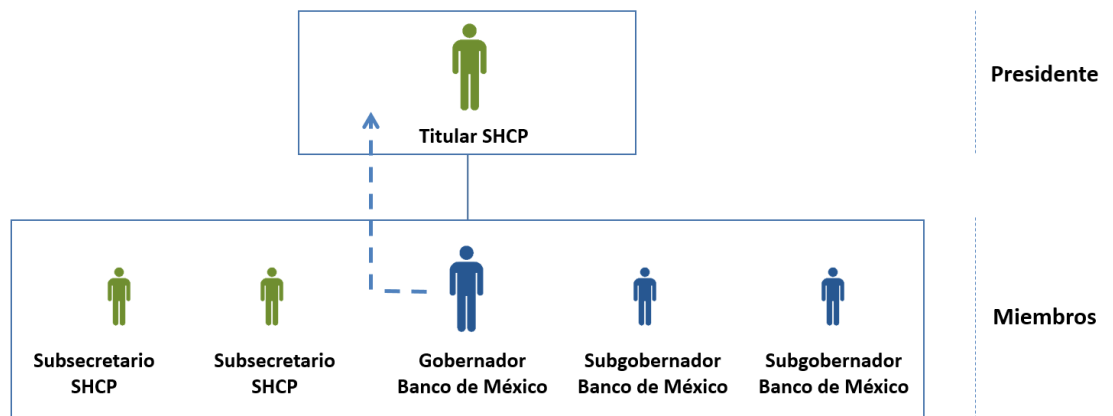 Presidente
Titular SHCP
Miembros
Subsecretario
SHCP
Subsecretario
SHCP
Gobernador
Banco de México
Subgobernador
Banco de México
Subgobernador
Banco de México